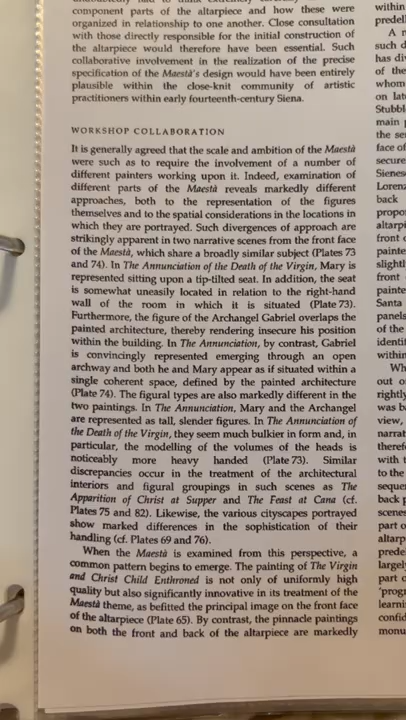 component parts of the altarpiece and how these were
organized in relationship to one another. Close consultation
with those directly responsible for the initial construction of
the altarpiece would therefore have been essential. Such
collaborative involvement in the realization of the precise
specification of the Maestà's design would have been entirely
plausible within the close-knit community of artistic
practitioners within early fourteenth-century Siena.
WORKSHOP COLLABORATION
It is generally agreed that the scale and ambition of the Maestà
were such as to require the involvement of a number of
different painters working upon it. Indeed, examination of
different parts of the Maestà reveals markedly different
approaches, both to the representation of the figures
themselves and to the spatial considerations in the locations in
which they are portrayed. Such divergences of approach are
strikingly apparent in two narrative scenes from the front face
of the Maestà, which share a broadly similar subject (Plates 73
and 74). In The Annunciation of the Death of the Virgin, Mary is
represented sitting upon a tip-tilted seat. In addition, the seat
is somewhat uneasily located in relation to the right-hand
wall of the room in which it is situated (Plate 73).
Furthermore, the figure of the Archangel Gabriel overlaps the
painted architecture, thereby rendering insecure his position
within the building. In The Annunciation, by contrast, Gabriel
is convincingly represented emerging through an open
archway and both he and Mary appear as if situated within a
single coherent space, defined by the painted architecture
(Plate 74). The figural types are also markedly different in the
two paintings. In The Annunciation, Mary and the Archangel
are represented as tall, slender figures. In The Annunciation of
the Death of the Virgin, they seem much bulkier in form and, in
particular, the modelling of the volumes of the heads is
noticeably more heavy handed (Plate 73). Similar
discrepancies occur in the treatment of the architectural
interiors and figural groupings in such scenes as The
Apparition of Christ at Supper and The Feast at Cana (cf.
Plates 75 and 82). Likewise, the various cityscapes portrayed
show marked differences in the sophistication of their
handling (cf. Plates 69 and 76).
When the Maestà is examined from this perspective, a
common pattern begins to emerge. The painting of The Virgin
and Christ Child Enthroned is not only of uniformly high
quality but also significantly innovative in its treatment of the
Maestà theme, as befitted the principal image on the front face
of the altarpiece (Plate 65). By contrast, the pinnacle paintings
on both the front and back of the altarpiece are markedly